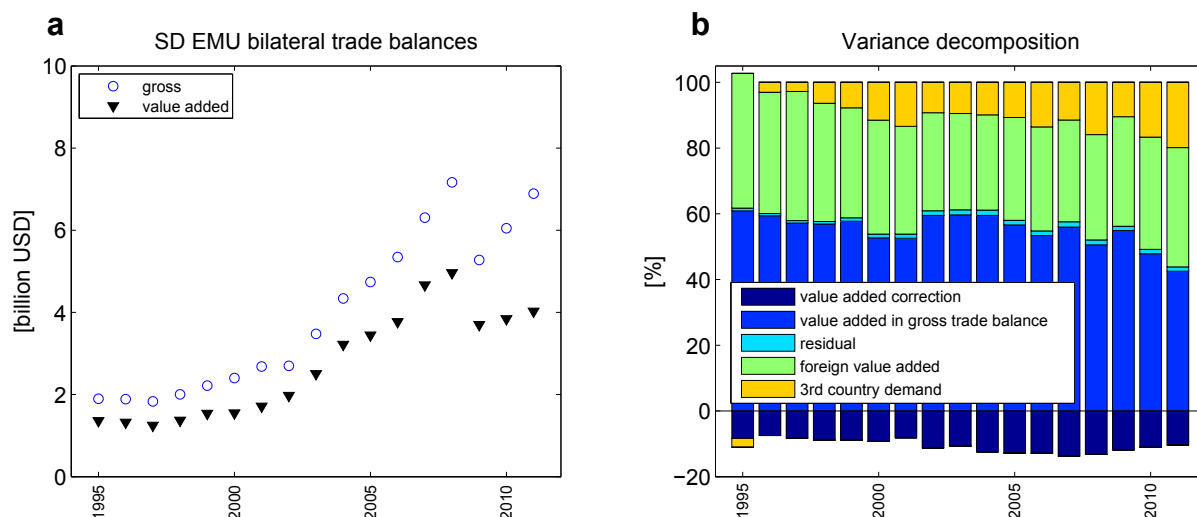 a
SD EMU bilateral trade balances
10
8
6
4
2
0
[billion USD]
gross
value added
1995
2000
2005
2010
b
Variance decomposition
100
80
60
40
20
0
−20
[%]
value added correction
value added in gross trade balance
residual
foreign value added
3rd country demand
1995
2000
2005
2010